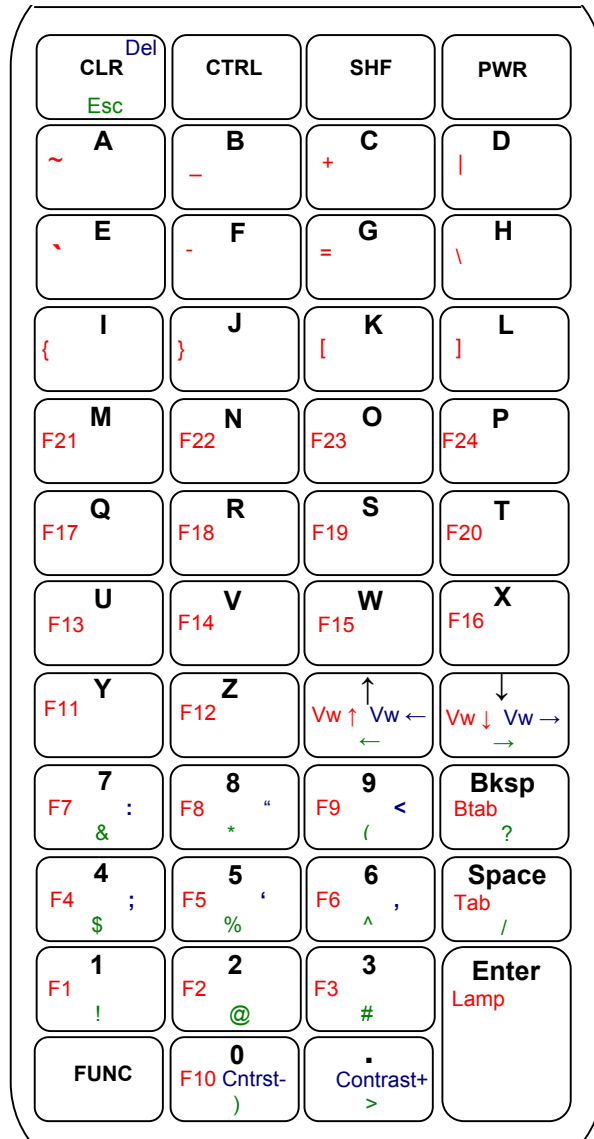 Del
CLR CTRL SHF PWR
Esc
A B C D
~ _ + |
E F G H
` - = \
I J K L
{ } [ ]
M N O P
F21 F22 F23 F24
Q R S T
F17 F18 F19 F20
U V W X
F13 F14 F15 F16
Y Z ↑ ↓
F11 F12 Vw ↑ Vw ← Vw ↓ Vw →
← →
7 8 9 Bksp
F7 : F8 “ F9 < Btab
& * ( ?
4 5 6 Space
F4 ; F5 ‘ F6 , Tab
$ % ^ /
1 2 3 Enter
F1 F2 F3 Lamp
! @ #
FUNC 0 .
F10 Cntrst- Contrast+
) >